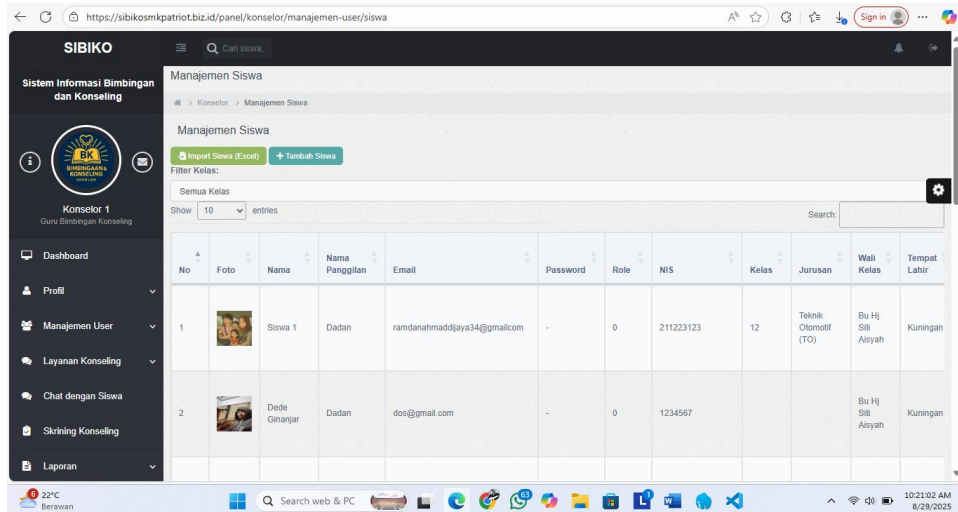 https://sibikosmkpatriot.biz.id/panel/konselor/manajemen-user/siswa
Sign in
SIBIKO
Cari siswa,
Sistem Informasi Bimbingan
dan Konseling
BK
BIMBINGAAN &
KONSELING
Konselor 1
Guru Bimbingan Konseling
Dashboard
Profil
Manajemen User
Layanan Konseling
Chat dengan Siswa
Skrining Konseling
Laporan
Manajemen Siswa
> Konselor > Manajemen Siswa
Manajemen Siswa
Import Siswa (Excel)
+ Tambah Siswa
Filter Kelas:
Semua Kelas
Show 10 entries
Search:
No Foto Nama Nama Panggilan Email Password Role NIS Kelas Jurusan Wali Kelas Tempat Lahir
1 Siswa 1 Dadan ramdanahmaddijaya34@gmailcom - 0 211223123 12 Teknik Otomotif (TO) Bu Hj Siti Aisyah Kuningan
2 Dede Ginanjar Dadan dos@gmail.com - 0 1234567 Bu Hj Siti Aisyah Kuningan
6
22°C
Berawan
Search web & PC
63
10:21:02 AM
8/29/2025